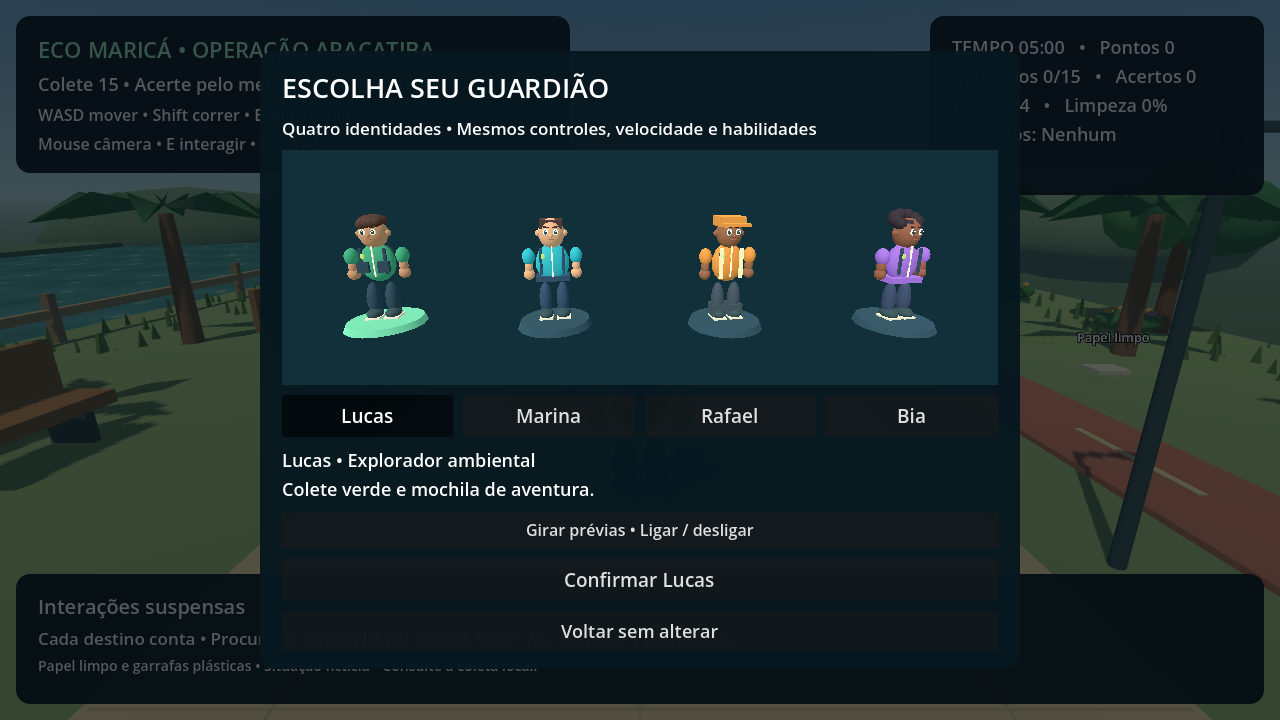 ECO MARICÁ • OPERAÇÃO ARAÇATIBA
Colete 15 • Acerte pelo me
WASD mover • Shift correr •
Mouse câmera • E interagir •
TEMPO 05:00 • Pontos 0
0/15 • Acertos 0
• Limpeza 0%
mãos: Nenhum
ESCOLHA SEU GUARDIÃO
Quatro identidades • Mesmos controles, velocidade e habilidades
Papel limpo
Lucas
Marina
Rafael
Bia
Lucas • Explorador ambiental
Colete verde e mochila de aventura.
Girar prévias • Ligar / desligar
Confirmar Lucas
Voltar sem alterar
Interações suspensas
Cada destino conta • Procur
Papel limpo e garrafas plásticas •